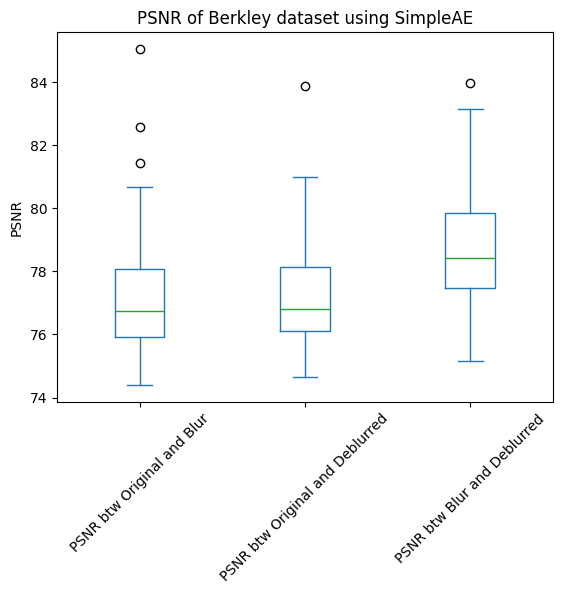 PSNR of Berkley dataset using SimpleAE
84
82
80
78
76
74
PSNR
PSNR btw Original and Blur
PSNR btw Original and Deblurred
PSNR btw Blur and Deblurred